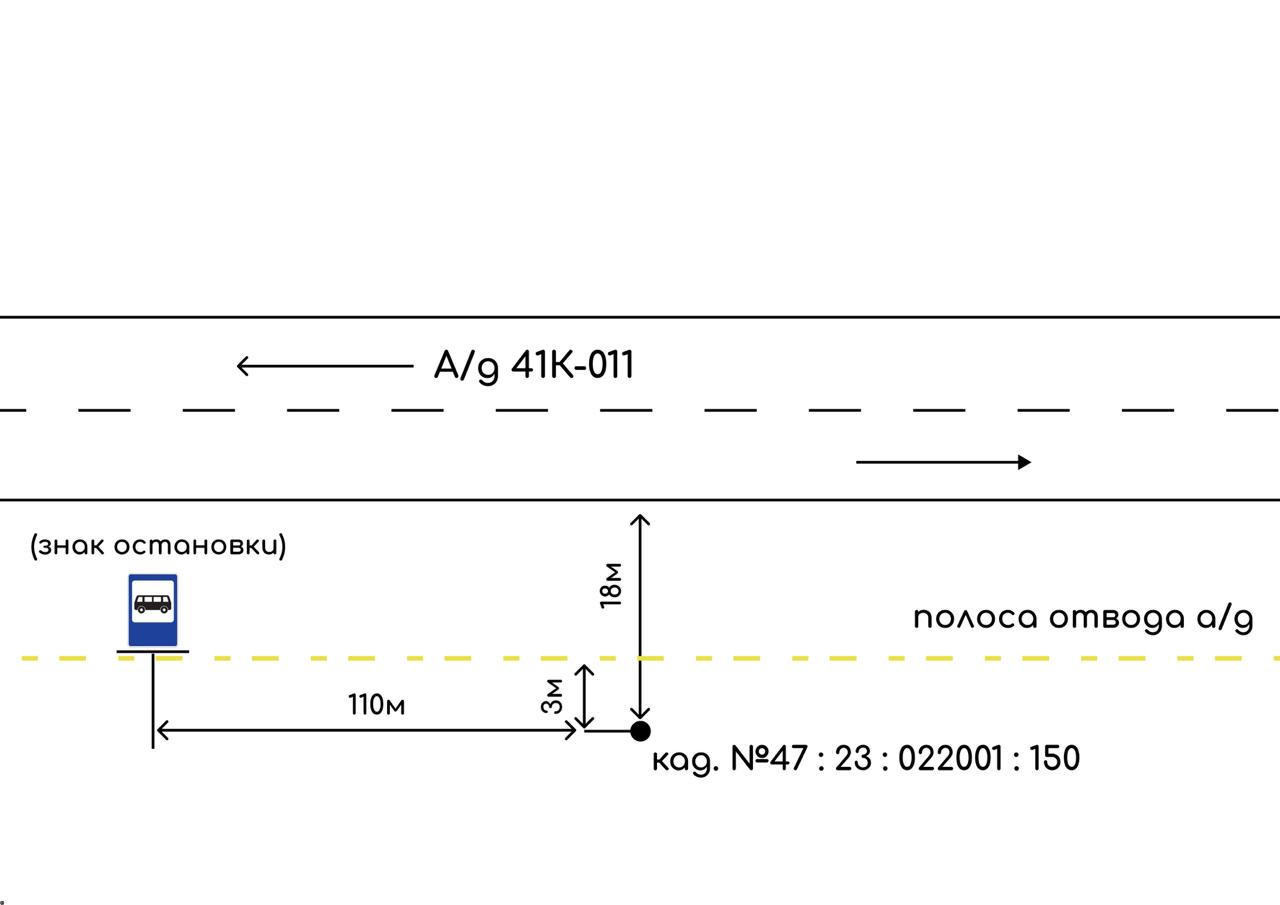 А/д 41К-011
(знак остановки)
18м
полоса отвода а/д
3м
110м
кад. №47 : 23 : 022001 : 150